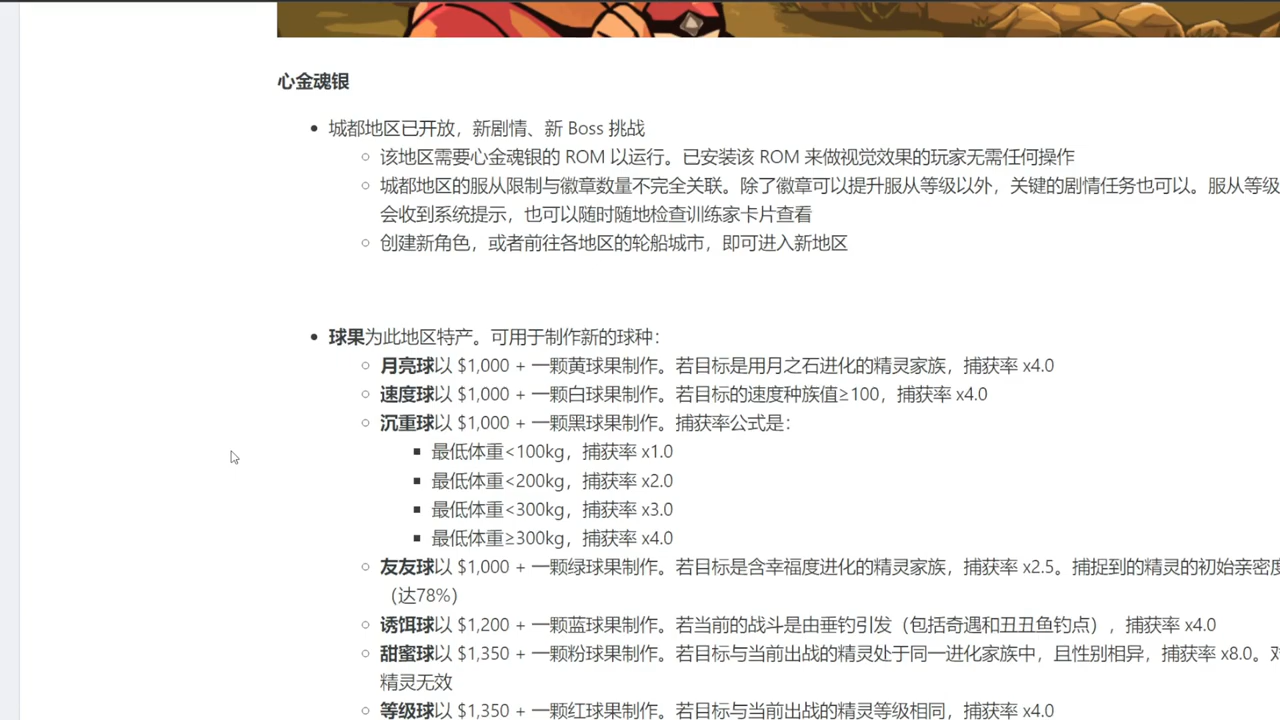 心金魂银
城都地区已开放，新剧情、新 Boss 挑战
该地区需要心金魂银的 ROM 以运行。已安装该 ROM 来做视觉效果的玩家无需任何操作
城都地区的服从限制与徽章数量不完全关联。除了徽章可以提升服从等级以外，关键的剧情任务也可以。服从等级
会收到系统提示，也可以随时随地检查训练家卡片查看
创建新角色，或者前往各地区的轮船城市，即可进入新地区
球果为此地区特产。可用于制作新的球种：
月亮球以 $1,000 + 一颗黄球果制作。若目标是用月之石进化的精灵家族，捕获率 x4.0
速度球以 $1,000 + 一颗白球果制作。若目标的速度种族值≥100，捕获率 x4.0
沉重球以 $1,000 + 一颗黑球果制作。捕获率公式是：
最低体重<100kg，捕获率 x1.0
最低体重<200kg，捕获率 x2.0
最低体重<300kg，捕获率 x3.0
最低体重≥300kg，捕获率 x4.0
友友球以 $1,000 + 一颗绿球果制作。若目标是含幸福度进化的精灵家族，捕获率 x2.5。捕捉到的精灵的初始亲密度
（达78%）
诱饵球以 $1,200 + 一颗蓝球果制作。若当前的战斗是由垂钓引发（包括奇遇和丑丑鱼钓点），捕获率 x4.0
甜蜜球以 $1,350 + 一颗粉球果制作。若目标与当前出战的精灵处于同一进化家族中，且性别相异，捕获率 x8.0。对
精灵无效
等级球以 $1,350 + 一颗红球果制作。若目标与当前出战的精灵等级相同，捕获率 x4.0